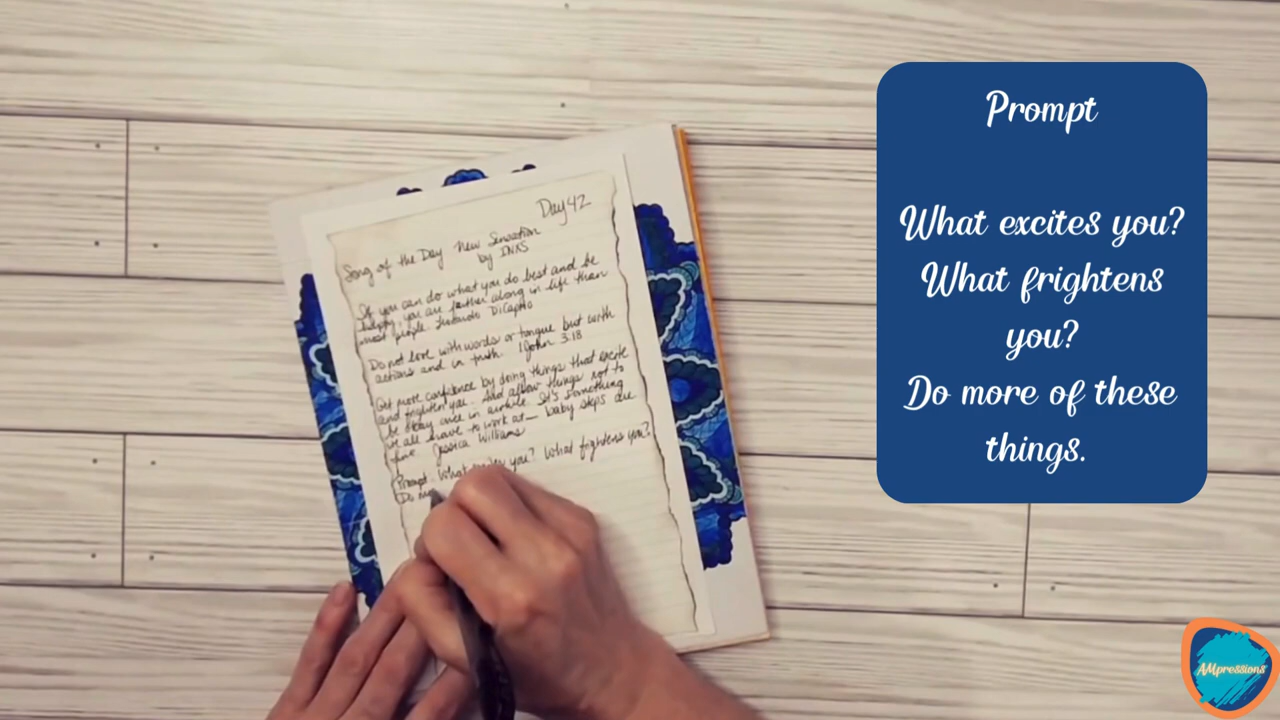 Day 42
Song of the Day New Sensation
by INXS
If you can do what you do best and be
happy, you are further along in life than
most people. Leonardo DiCaprio
Do not love with words or tongue but with
actions and in truth. 1 John 3:18
Get more confidence by doing things that excite
and frighten you. And allow things not to
be okay once in awhile. It's something
we all have to work at— baby steps are
fine. Jessica Williams
Prompt What you? What frightens you?
Do
Prompt
What excites you?
What frightens
you?
Do more of these
things.
AMpressions